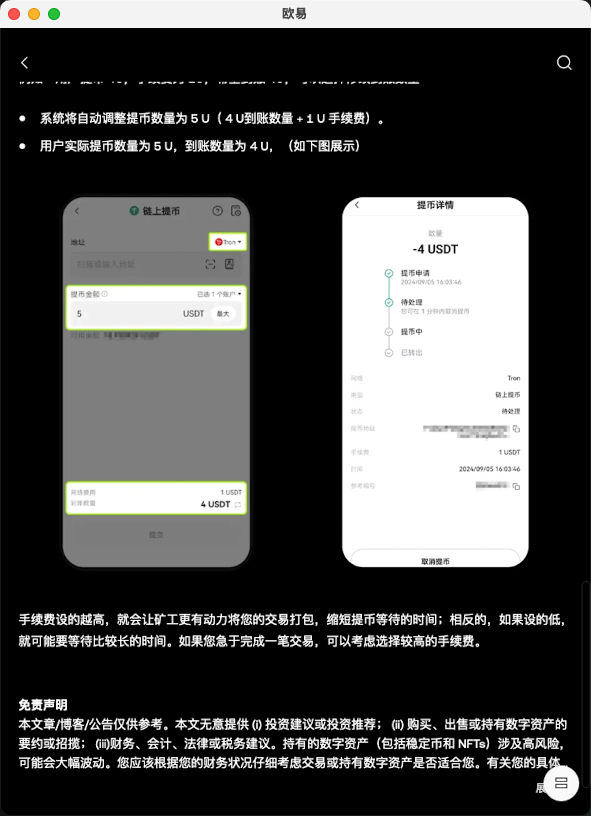 欧易
系统将自动调整提币数量为 5 U（ 4 U到账数量 + 1 U 手续费）。
用户实际提币数量为 5 U，到账数量为 4 U，（如下图展示）
链上提币
地址
Tron
提币金额
已选 1 个账户
5
USDT
最大
网络费用
1 USDT
到账数量
4 USDT
提交
提币详情
数量
-4 USDT
提币申请
2024/09/05 16:03:46
待处理
您可在 1 分钟内取消提币
提币中
已转出
网络
Tron
类型
链上提币
状态
待处理
提币地址
手续费
1 USDT
时间
2024/09/05 16:03:46
参考编号
取消提币
手续费设的越高，就会让矿工更有动力将您的交易打包，缩短提币等待的时间；相反的，如果设的低，
就可能要等待比较长的时间。如果您急于完成一笔交易，可以考虑选择较高的手续费。
免责声明
本文章/博客/公告仅供参考。本文无意提供 (i) 投资建议或投资推荐； (ii) 购买、出售或持有数字资产的
要约或招揽； (iii)财务、会计、法律或税务建议。持有的数字资产（包括稳定币和 NFTs）涉及高风险，
可能会大幅波动。您应该根据您的财务状况仔细考虑交易或持有数字资产是否适合您。有关您的具体...
展